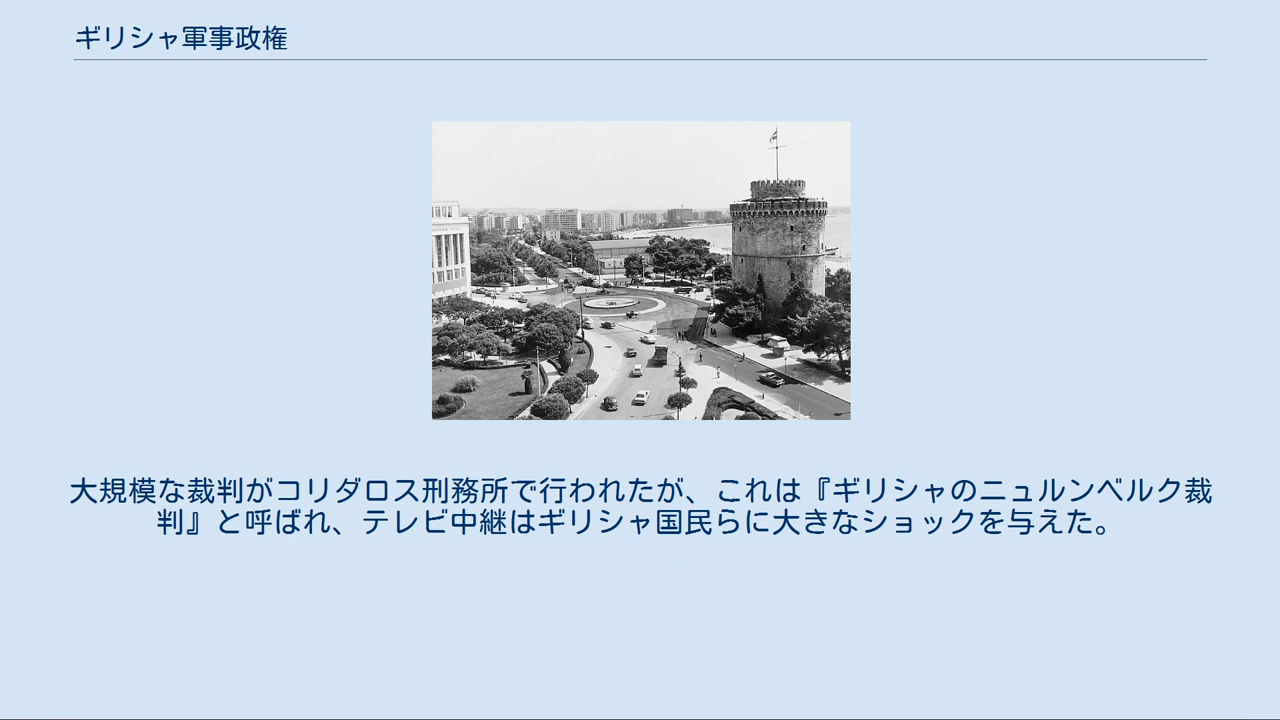 ギリシャ軍事政権
大規模な裁判がコリダロス刑務所で行われたが、これは『ギリシャのニュルンベルク裁
判』と呼ばれ、テレビ中継はギリシャ国民らに大きなショックを与えた。